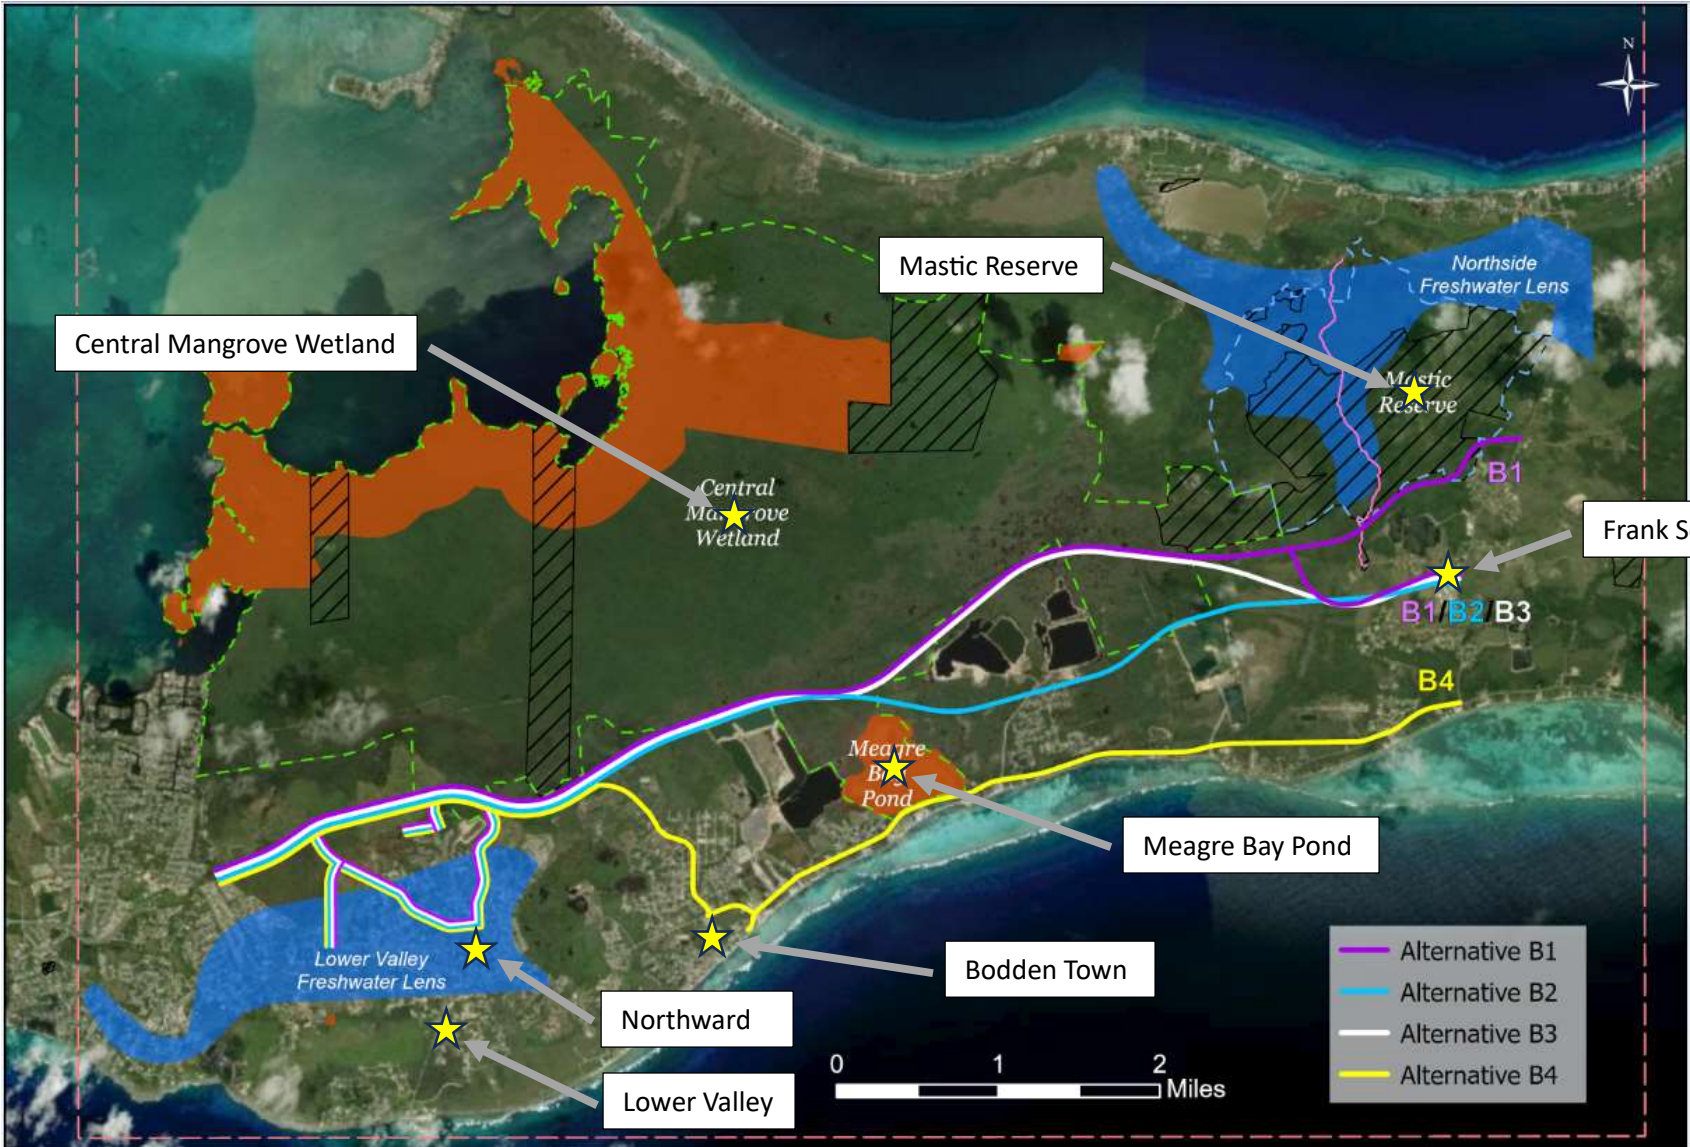 N
Mastic Reserve
Northside
Freshwater Lens
Central Mangrove Wetland
Mastic
Reserve
B1
Central
Mangrove
Wetland
Frank S
B1/B2/B3
B4
Meagre
Pond
Meagre Bay Pond
Lower Valley
Freshwater Lens
Bodden Town
Northward
Lower Valley
0 1 2
Miles
Alternative B1
Alternative B2
Alternative B3
Alternative B4